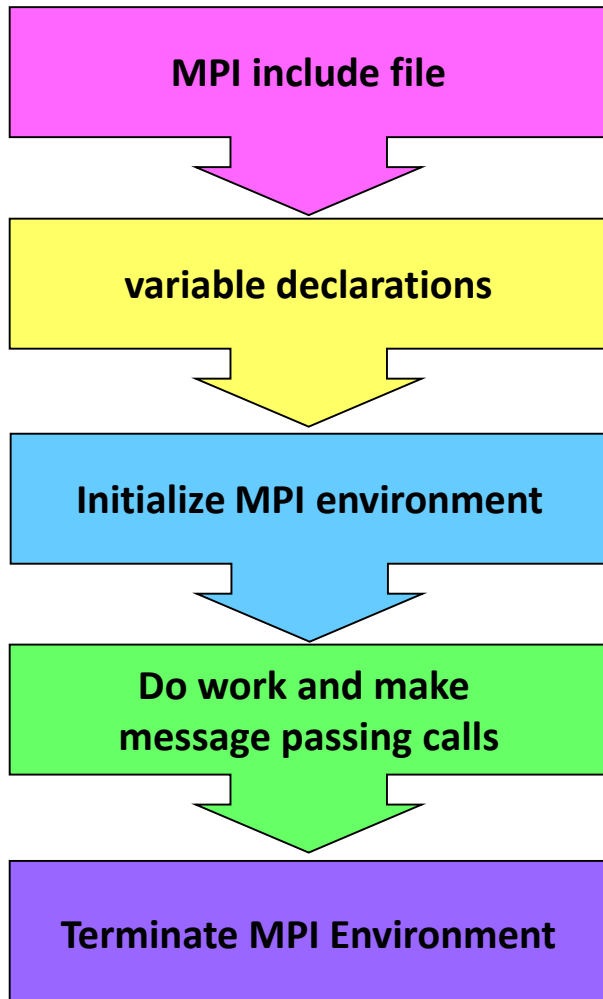 MPI include file
variable declarations
Initialize MPI environment
Do work and make
message passing calls
Terminate MPI Environment